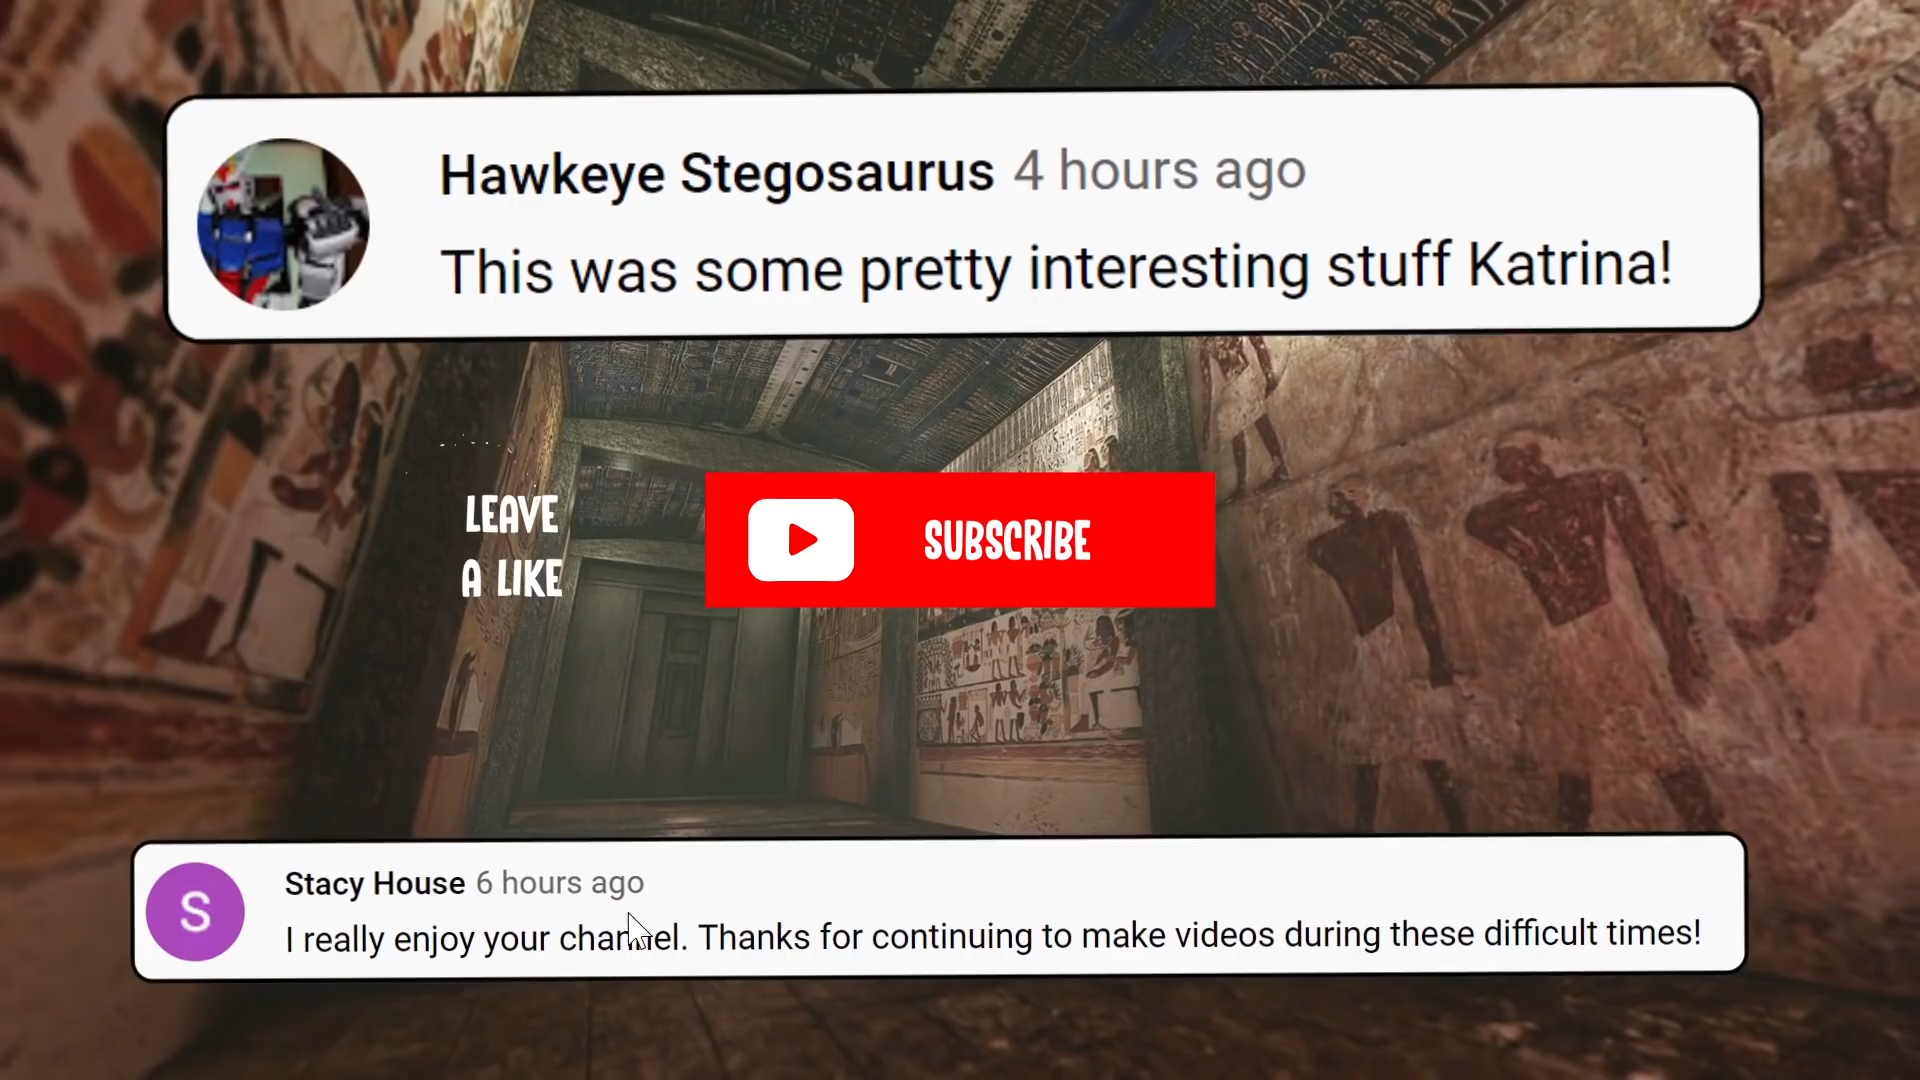 Hawkeye Stegosaurus 4 hours ago
This was some pretty interesting stuff Katrina!
LEAVE
A LIKE
SUBSCRIBE
S
Stacy House 6 hours ago
I really enjoy your channel. Thanks for continuing to make videos during these difficult times!